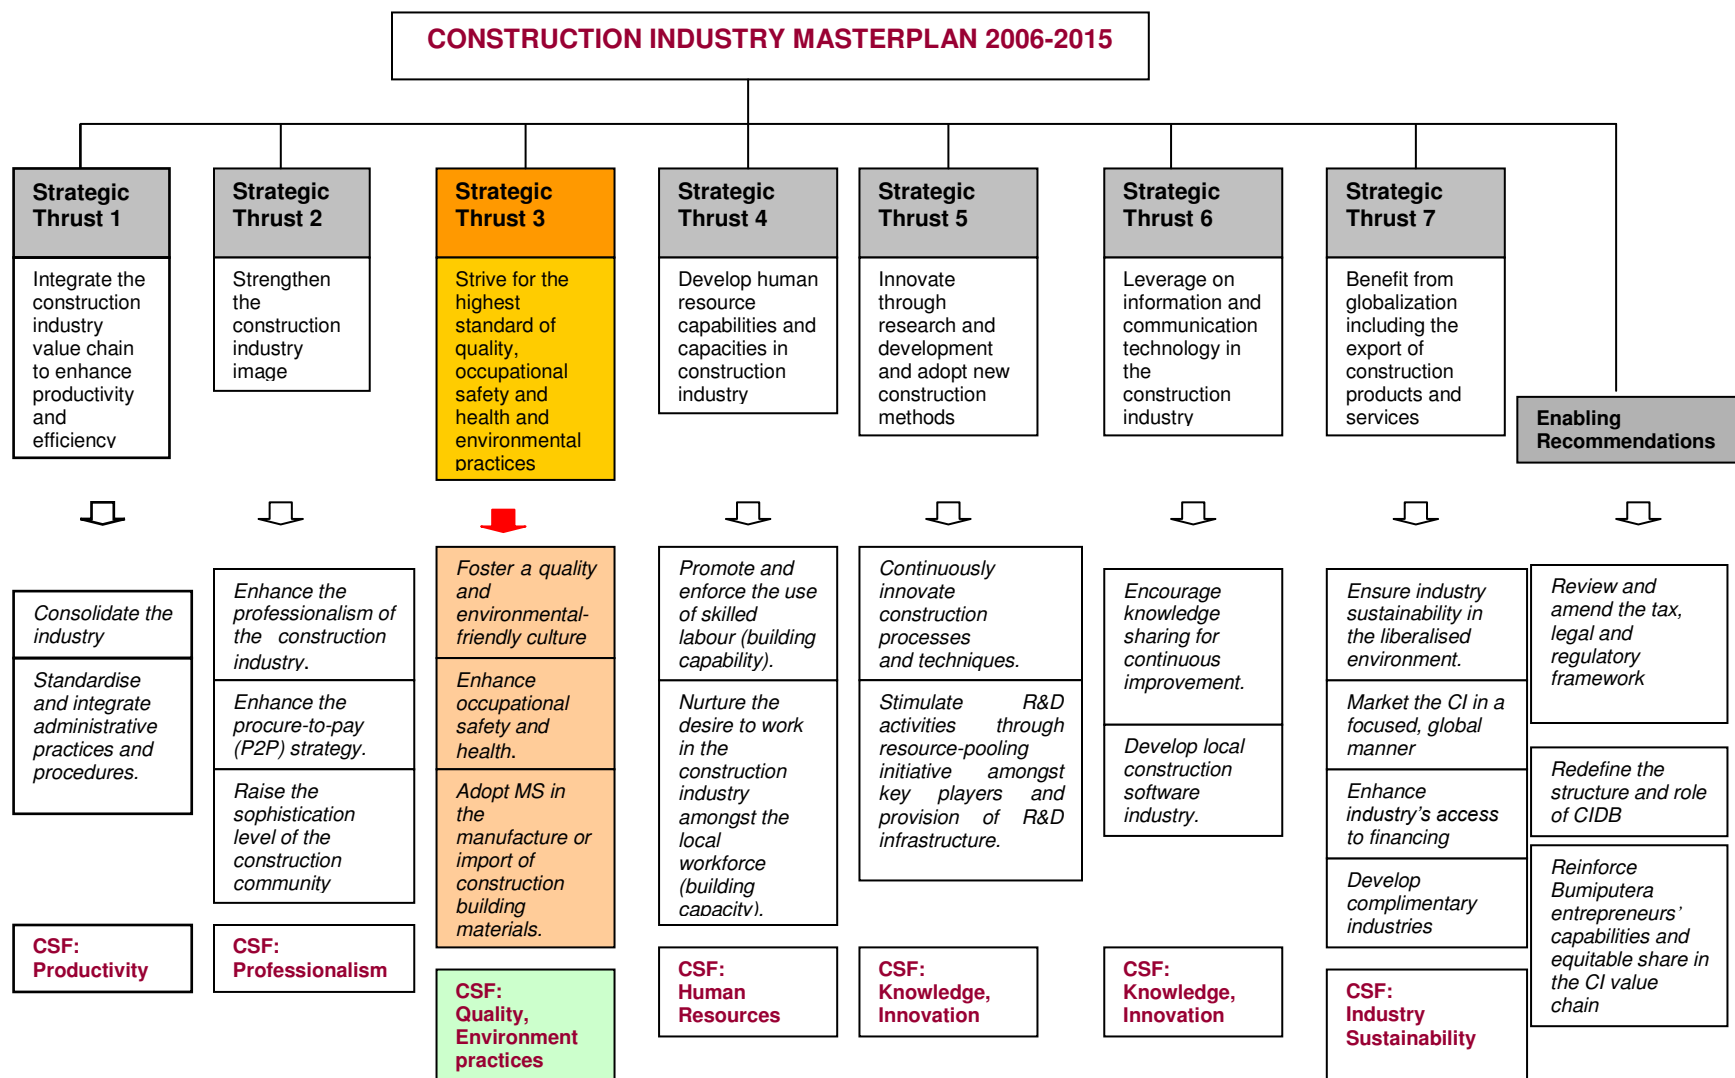 CONSTRUCTION INDUSTRY MASTERPLAN 2006-2015
Strategic
Thrust 1
Integrate the
construction
industry
value chain
to enhance
productivity
and
efficiency
Consolidate the
industry
Standardise
and integrate
administrative
practices and
procedures.
CSF:
Productivity
Strategic
Thrust 2
Strengthen
the
construction
industry
image
Enhance the
professionalism of
the construction
industry.
Enhance the
procure-to-pay
(P2P) strategy.
Raise the
sophistication
level of the
construction
community
CSF:
Professionalism
Strategic
Thrust 3
Strive for the
highest
standard of
quality,
occupational
safety and
health and
environmental
practices
Foster a quality
and
environmental-
friendly culture
Enhance
occupational
safety and
health.
Adopt MS in
the
manufacture or
import of
construction
building
materials.
CSF:
Quality,
Environment
practices
Strategic
Thrust 4
Develop human
resource
capabilities and
capacities in
construction
industry
Promote and
enforce the use
of skilled
labour (building
capability).
Nurture the
desire to work
in the
construction
industry
amongst the
local
workforce
(building
capacity).
CSF:
Human
Resources
Strategic
Thrust 5
Innovate
through
research and
development
and adopt new
construction
methods
Continuously
innovate
construction
processes
and techniques.
Stimulate R&D
activities through
resource-pooling
initiative amongst
key players and
provision of R&D
infrastructure.
CSF:
Knowledge,
Innovation
Strategic
Thrust 6
Leverage on
information and
communication
technology in
the
construction
industry
Encourage
knowledge
sharing for
continuous
improvement.
Develop local
construction
software
industry.
CSF:
Knowledge,
Innovation
Strategic
Thrust 7
Benefit from
globalization
including the
export of
construction
products and
services
Ensure industry
sustainability in
the liberalised
environment.
Market the CI in a
focused, global
manner
Enhance
industry's access
to financing
Develop
complimentary
industries
CSF:
Industry
Sustainability
Enabling
Recommendations
Review and
amend the tax,
legal and
regulatory
framework
Redefine the
structure and role
of CIDB
Reinforce
Bumiputera
entrepreneurs'
capabilities and
equitable share in
the CI value
chain